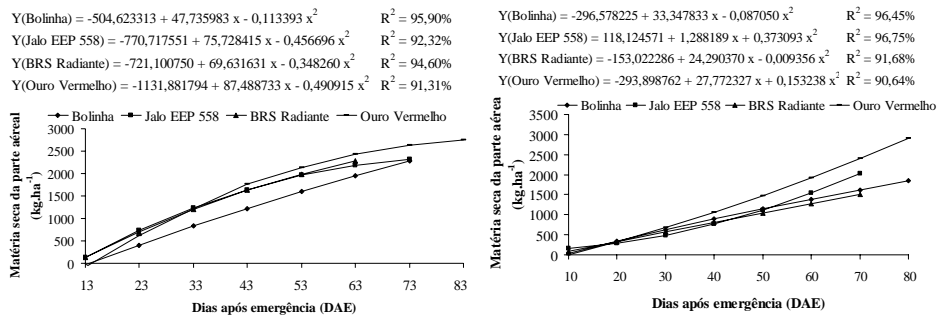 Y(Bolinha) = -504,623313 + 47,735983 x - 0,113393 x² R² = 95,90%
Y(Jalo EEP 558) = -770,717551 + 75,728415 x - 0,456696 x² R² = 92,32%
Y(BRS Radiante) = -721,100750 + 69,631631 x - 0,348260 x² R² = 94,60%
Y(Ouro Vermelho) = -1131,881794 + 87,488733 x - 0,490915 x² R² = 91,31%
Bolinha Jalo EEP 558 BRS Radiante Ouro Vermelho
Matéria seca da parte aéreal
(kg.ha⁻¹)
3000
2500
2000
1500
1000
500
0
13 23 33 43 53 63 73 83
Dias após emergência (DAE)
Y(Bolinha) = -296,578225 + 33,347833 x - 0,087050 x² R² = 96,45%
Y(Jalo EEP 558) = 118,124571 + 1,288189 x + 0,373093 x² R² = 96,75%
Y(BRS Radiante) = -153,022286 + 24,290370 x - 0,009356 x² R² = 91,68%
Y(Ouro Vermelho) = -293,898762 + 27,772327 x + 0,153238 x² R² = 90,64%
Bolinha Jalo EEP 558 BRS Radiante Ouro Vermelho
Matéria seca da parte aérea
(kg.ha⁻¹)
3500
3000
2500
2000
1500
1000
500
0
10 20 30 40 50 60 70 80
Dias após emergência (DAE)